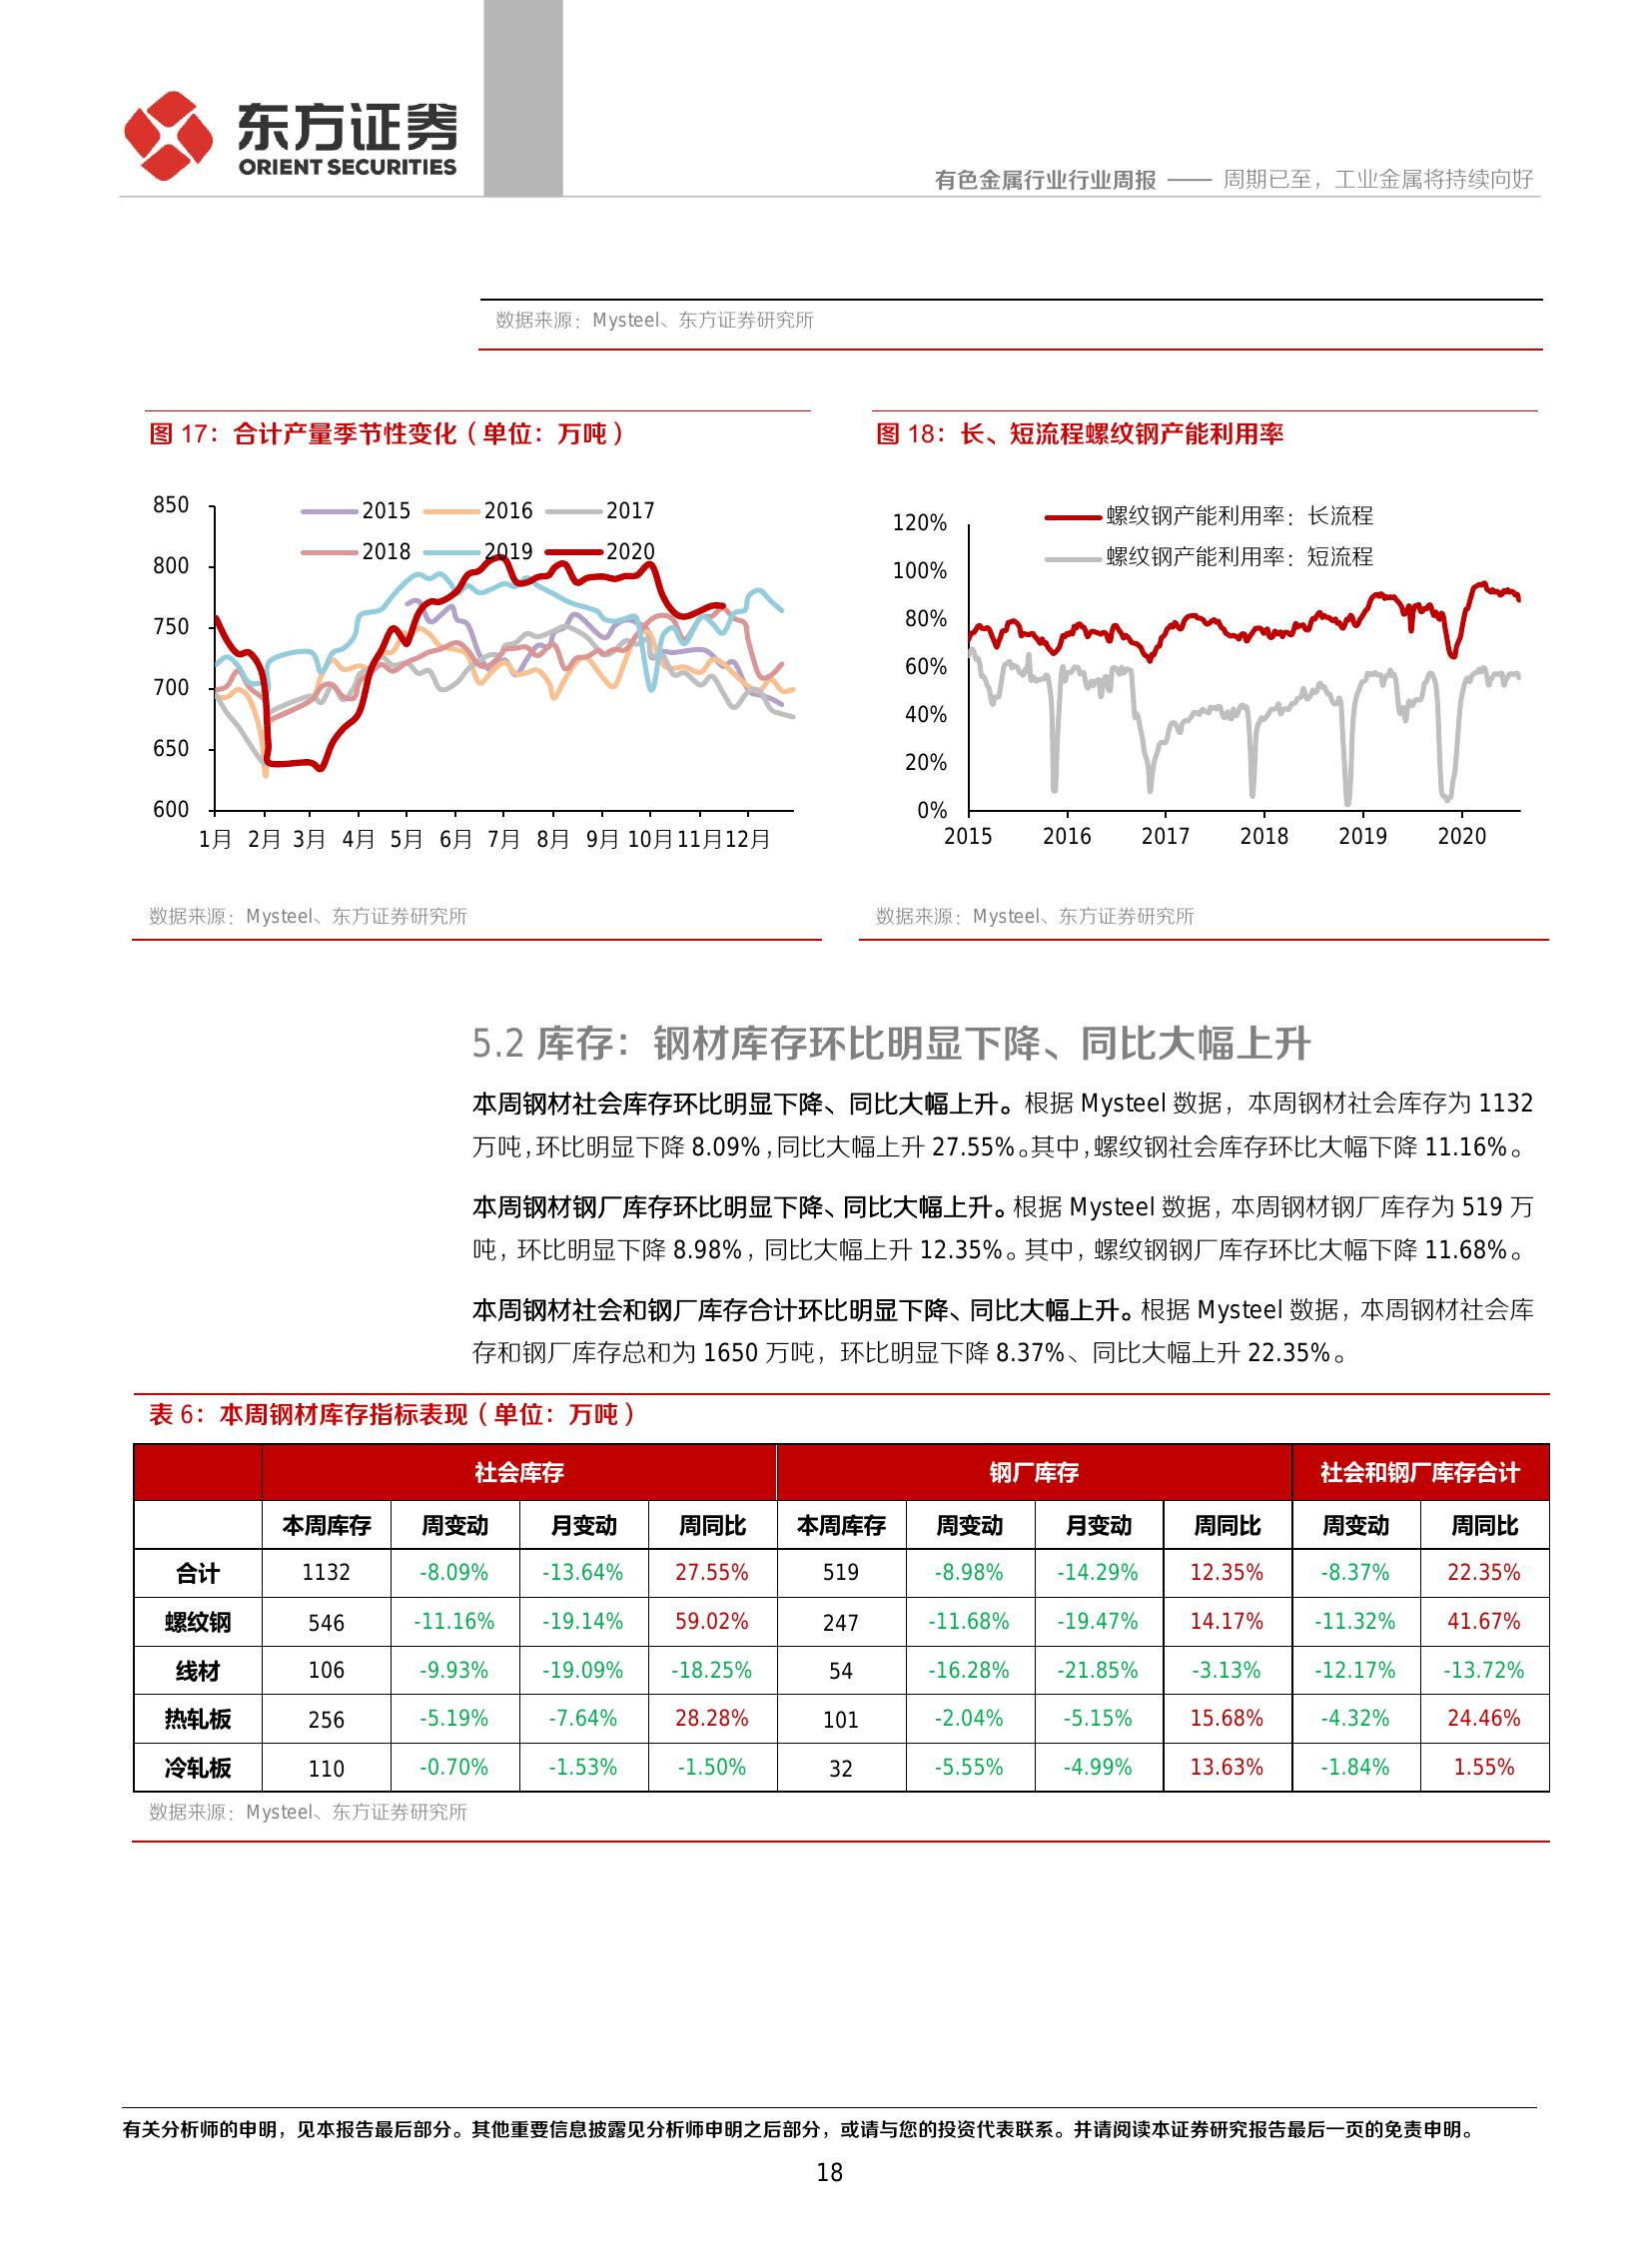 东方证券
ORIENT SECURITIES
有色金属行业行业周报 —— 周期已至，工业金属将持续向好
数据来源：Mysteel、东方证券研究所
图 17：合计产量季节性变化（单位：万吨）
850
800
750
700
650
600
2015 2016 2017
2018 2019 2020
1月 2月 3月 4月 5月 6月 7月 8月 9月 10月 11月 12月
数据来源：Mysteel、东方证券研究所
图 18：长、短流程螺纹钢产能利用率
120%
100%
80%
60%
40%
20%
0%
螺纹钢产能利用率：长流程
螺纹钢产能利用率：短流程
2015 2016 2017 2018 2019 2020
数据来源：Mysteel、东方证券研究所
5.2 库存：钢材库存环比明显下降、同比大幅上升
本周钢材社会库存环比明显下降、同比大幅上升。根据 Mysteel 数据，本周钢材社会库存为 1132
万吨，环比明显下降 8.09%，同比大幅上升 27.55%。其中，螺纹钢社会库存环比大幅下降 11.16%。
本周钢材钢厂库存环比明显下降、同比大幅上升。根据 Mysteel 数据，本周钢材钢厂库存为 519 万
吨，环比明显下降 8.98%，同比大幅上升 12.35%。其中，螺纹钢钢厂库存环比大幅下降 11.68%。
本周钢材社会和钢厂库存合计环比明显下降、同比大幅上升。根据 Mysteel 数据，本周钢材社会库
存和钢厂库存总和为 1650 万吨，环比明显下降 8.37%、同比大幅上升 22.35%。
表 6：本周钢材库存指标表现（单位：万吨）
社会库存 钢厂库存 社会和钢厂库存合计
本周库存 周变动 月变动 周同比 本周库存 周变动 月变动 周同比 周变动 周同比
合计 1132 -8.09% -13.64% 27.55% 519 -8.98% -14.29% 12.35% -8.37% 22.35%
螺纹钢 546 -11.16% -19.14% 59.02% 247 -11.68% -19.47% 14.17% -11.32% 41.67%
线材 106 -9.93% -19.09% -18.25% 54 -16.28% -21.85% -3.13% -12.17% -13.72%
热轧板 256 -5.19% -7.64% 28.28% 101 -2.04% -5.15% 15.68% -4.32% 24.46%
冷轧板 110 -0.70% -1.53% -1.50% 32 -5.55% -4.99% 13.63% -1.84% 1.55%
数据来源：Mysteel、东方证券研究所
有关分析师的申明，见本报告最后部分。其他重要信息披露见分析师申明之后部分，或请与您的投资代表联系。并请阅读本证券研究报告最后一页的免责申明。
18